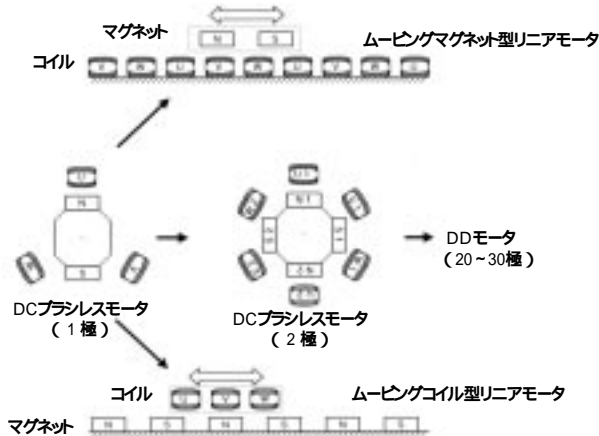 マグネット
N S
ムービングマグネット型リニアモータ
コイル
U
N
S
N1
N2
DDモータ
(20~30極)
DCブラシレスモータ
(1極)
DCブラシレスモータ
(2極)
コイル
ムービングコイル型リニアモータ
マグネット
N S N S N S